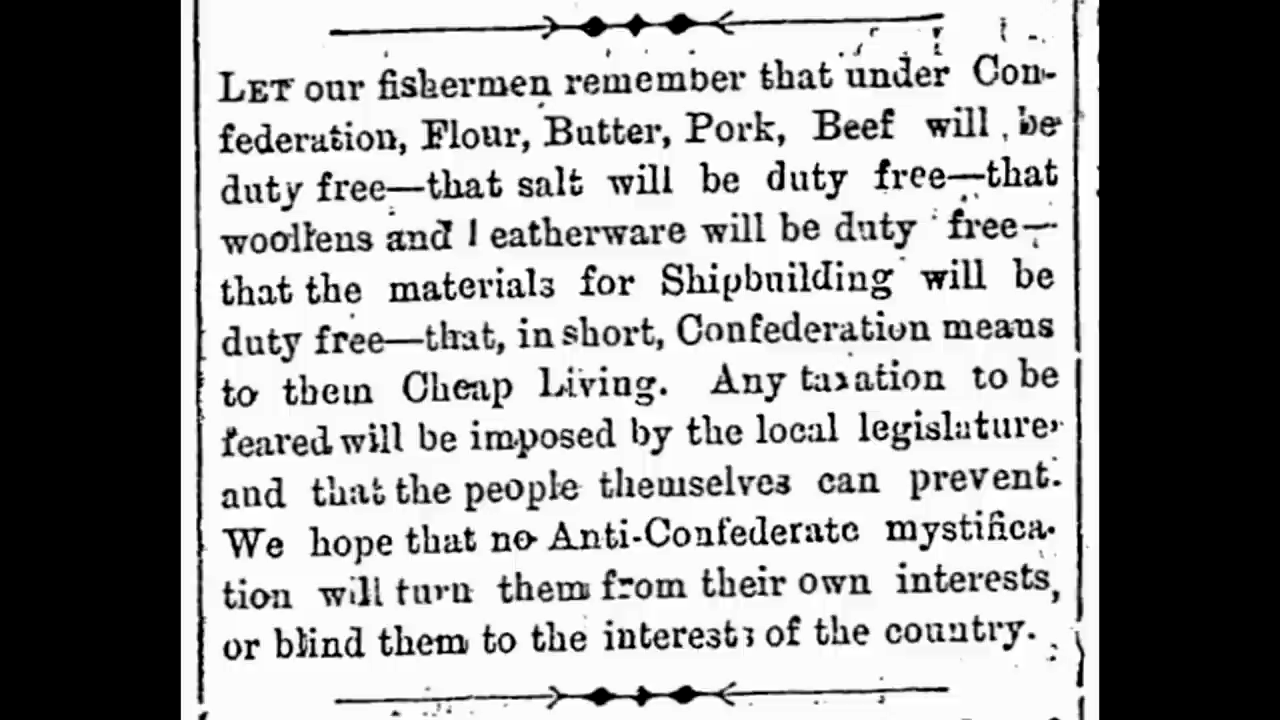 LET our fishermen remember that under Con-
federation, Flour, Butter, Pork, Beef will be
duty free—that salt will be duty free—that
woollens and leatherware will be duty free—
that the materials for Shipbuilding will be
duty free—that, in short, Confederation means
to them Cheap Living. Any taxation to be
feared will be imposed by the local legislature,
and that the people themselves can prevent.
We hope that no Anti-Confederate mystifica-
tion will turn them from their own interests,
or blind them to the interests of the country.